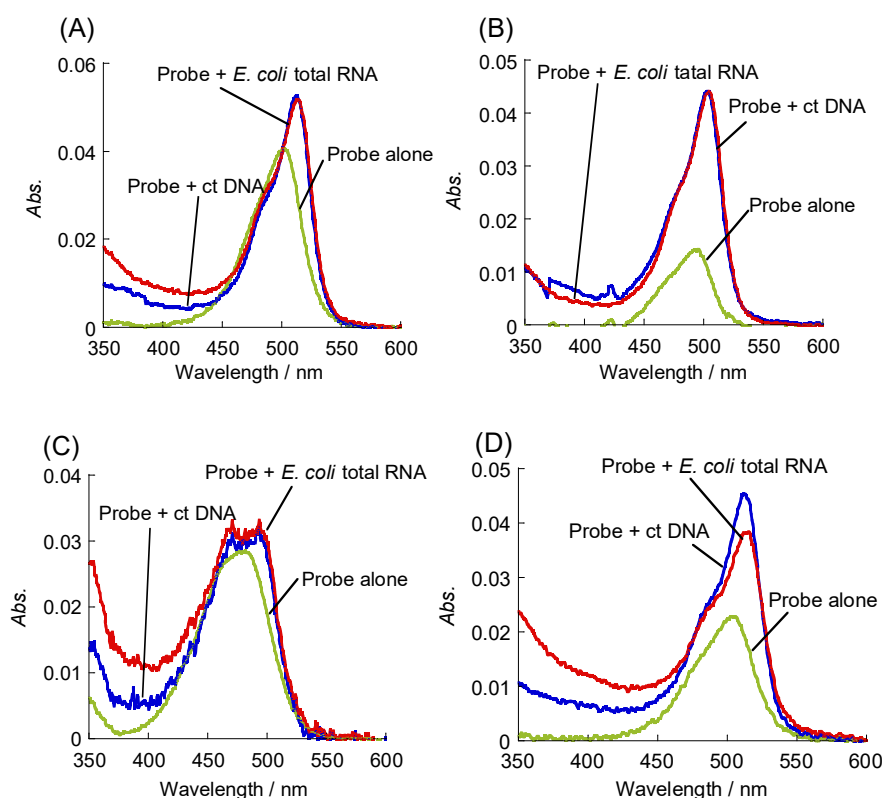 (A)
0.06
0.04
0.02
0
Abs.
Probe + E. coli total RNA
Probe alone
Probe + ct DNA
350 400 450 500 550 600
Wavelength / nm
(B)
0.05
0.04
0.03
0.02
0.01
0
Abs.
Probe + E. coli tatal RNA
Probe + ct DNA
Probe alone
350 400 450 500 550 600
Wavelength / nm
(C)
0.04
0.03
0.02
0.01
0
Abs.
Probe + E. coli total RNA
Probe + ct DNA
Probe alone
350 400 450 500 550 600
Wavelength / nm
(D)
0.05
0.04
0.03
0.02
0.01
0
Abs.
Probe + E. coli total RNA
Probe + ct DNA
Probe alone
350 400 450 500 550 600
Wavelength / nm